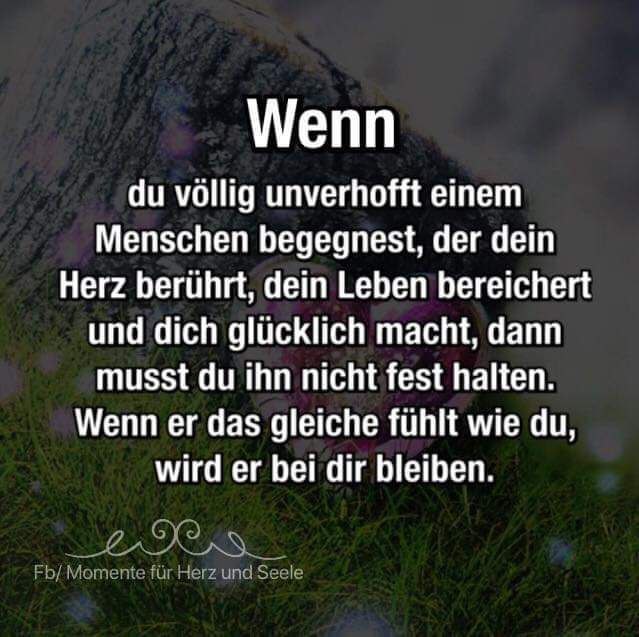 Wenn
du völlig unverhofft einem
Menschen begegnest, der dein
Herz berührt, dein Leben bereichert
und dich glücklich macht, dann
musst du ihn nicht fest halten.
Wenn er das gleiche fühlt wie du,
wird er bei dir bleiben.
Fb/ Momente für Herz und Seele